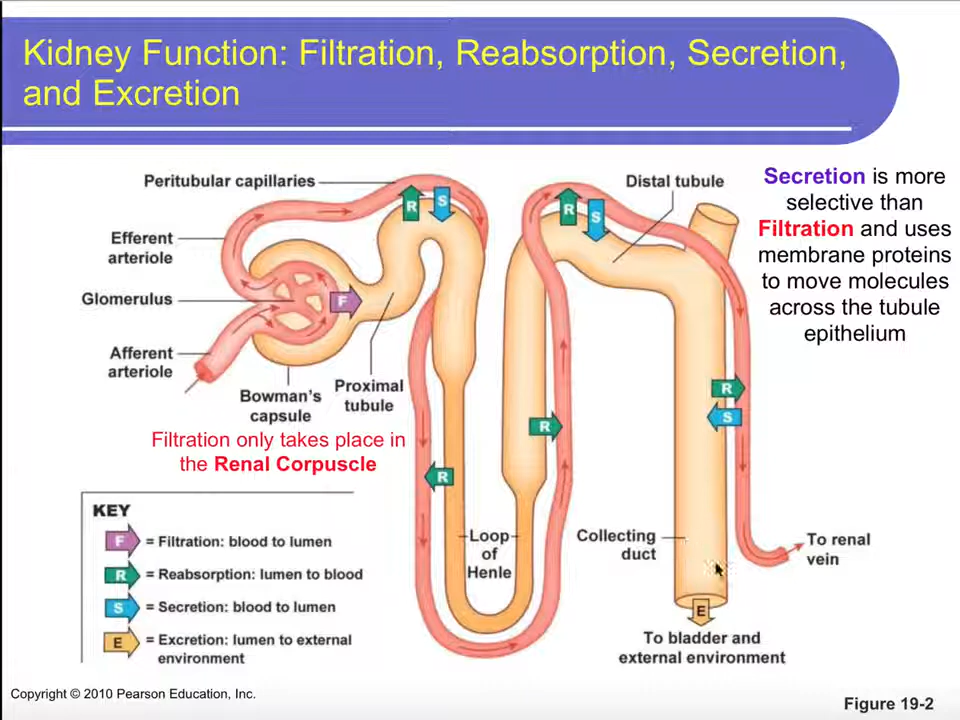 Kidney Function: Filtration, Reabsorption, Secretion,
and Excretion
Peritubular capillaries
Distal tubule
Secretion is more
selective than
Filtration and uses
membrane proteins
to move molecules
across the tubule
epithelium
R
S
R
S
Efferent
arteriole
Glomerulus
F
Afferent
arteriole
Bowman's
capsule
Proximal
tubule
R
S
Filtration only takes place in
the Renal Corpuscle
R
R
Loop
of
Henle
Collecting
duct
To renal
vein
E
To bladder and
external environment
KEY
F = Filtration: blood to lumen
R = Reabsorption: lumen to blood
S = Secretion: blood to lumen
E = Excretion: lumen to external
environment
Copyright © 2010 Pearson Education, Inc.
Figure 19-2